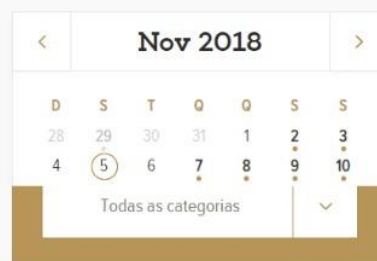 Nov 2018
D S T Q Q S S
28 29 30 31 1 2 3
4 5 6 7 8 9 10
Todas as categorias